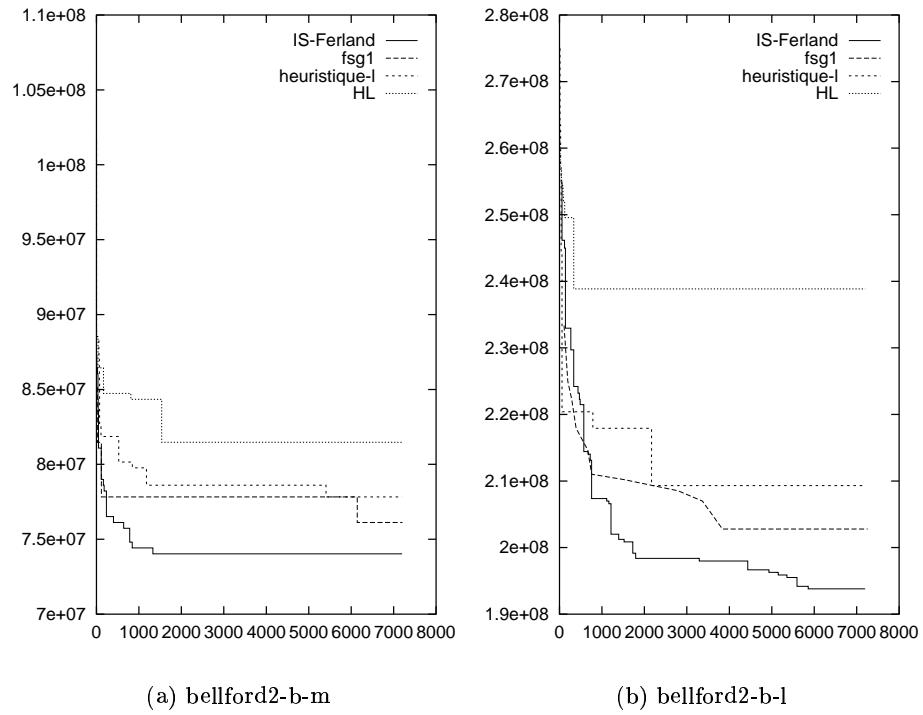 1.1e+08
1.05e+08
1e+08
9.5e+07
9e+07
8.5e+07
8e+07
7.5e+07
7e+07
0 1000 2000 3000 4000 5000 6000 7000 8000
IS-Ferland
fsg1
heuristique-l
HL
(a) bellford2-b-m
2.8e+08
2.7e+08
2.6e+08
2.5e+08
2.4e+08
2.3e+08
2.2e+08
2.1e+08
2e+08
1.9e+08
0 1000 2000 3000 4000 5000 6000 7000 8000
IS-Ferland
fsg1
heuristique-l
HL
(b) bellford2-b-l